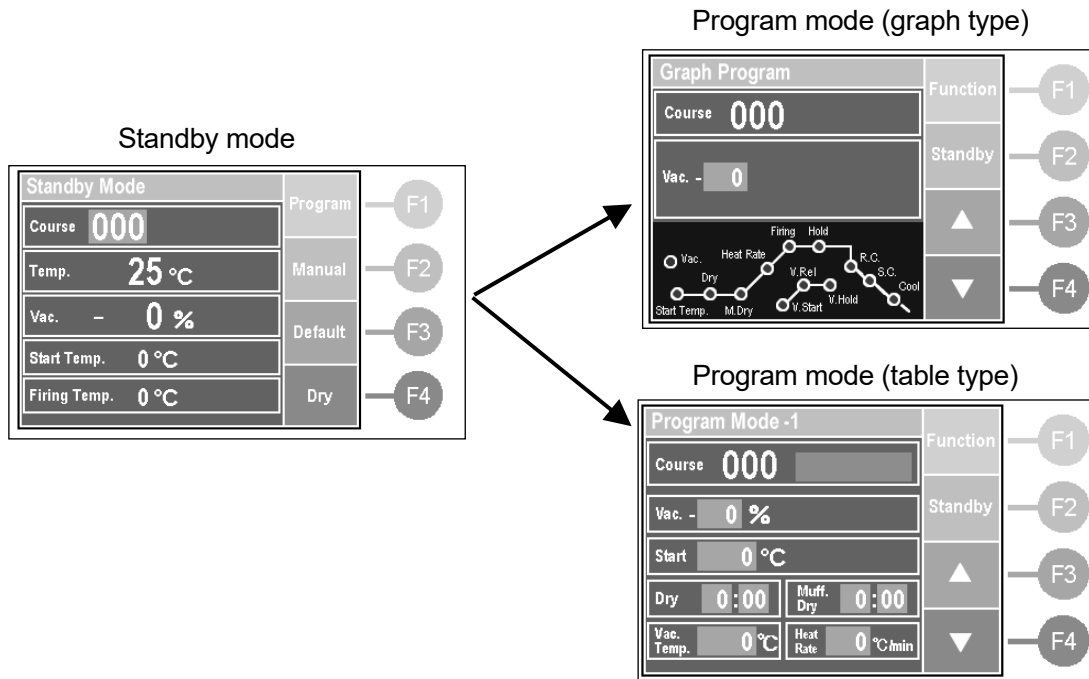 Program mode (graph type)
Graph Program
Function
F1
Course 000
Standby
F2
Vac. - 0
▲
F3
Firing Hold
Vac. Heat Rate R.C.
Dry V.Rel S.C.
Cool
Start Temp. M.Dry V.Start V.Hold
▼
F4
Standby mode
Standby Mode
Program
F1
Course 000
Temp. 25 °C
Manual
F2
Vac. – 0 %
Default
F3
Start Temp. 0 °C
Firing Temp. 0 °C
Dry
F4
Program mode (table type)
Program Mode -1
Function
F1
Course 000
Vac. - 0 %
Standby
F2
Start 0 °C
▲
F3
Dry 0:00
Muff.
Dry 0:00
Vac.
Temp. 0 °C
Heat
Rate 0 °C/min
▼
F4